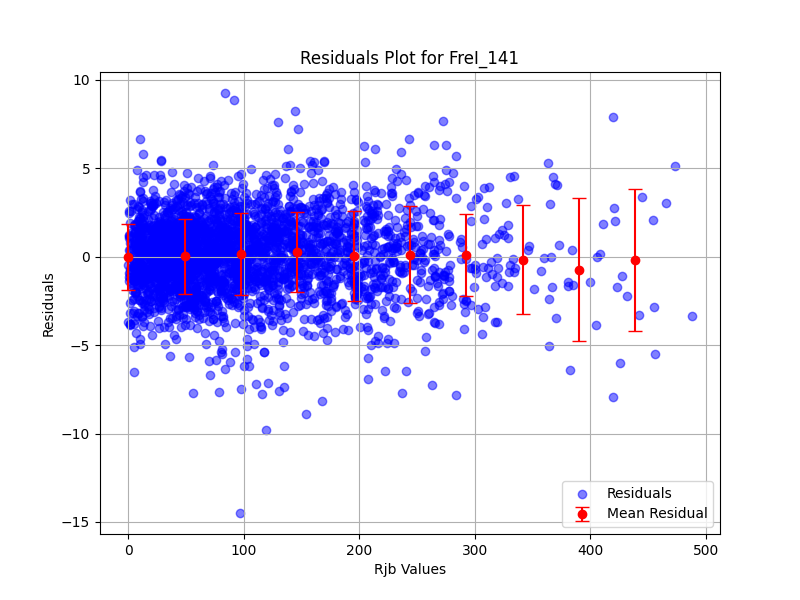 Residuals Plot for FreI_141
10
5
0
−5
−10
−15
Residuals
0
100
200
300
400
500
Rjb Values
Residuals
Mean Residual